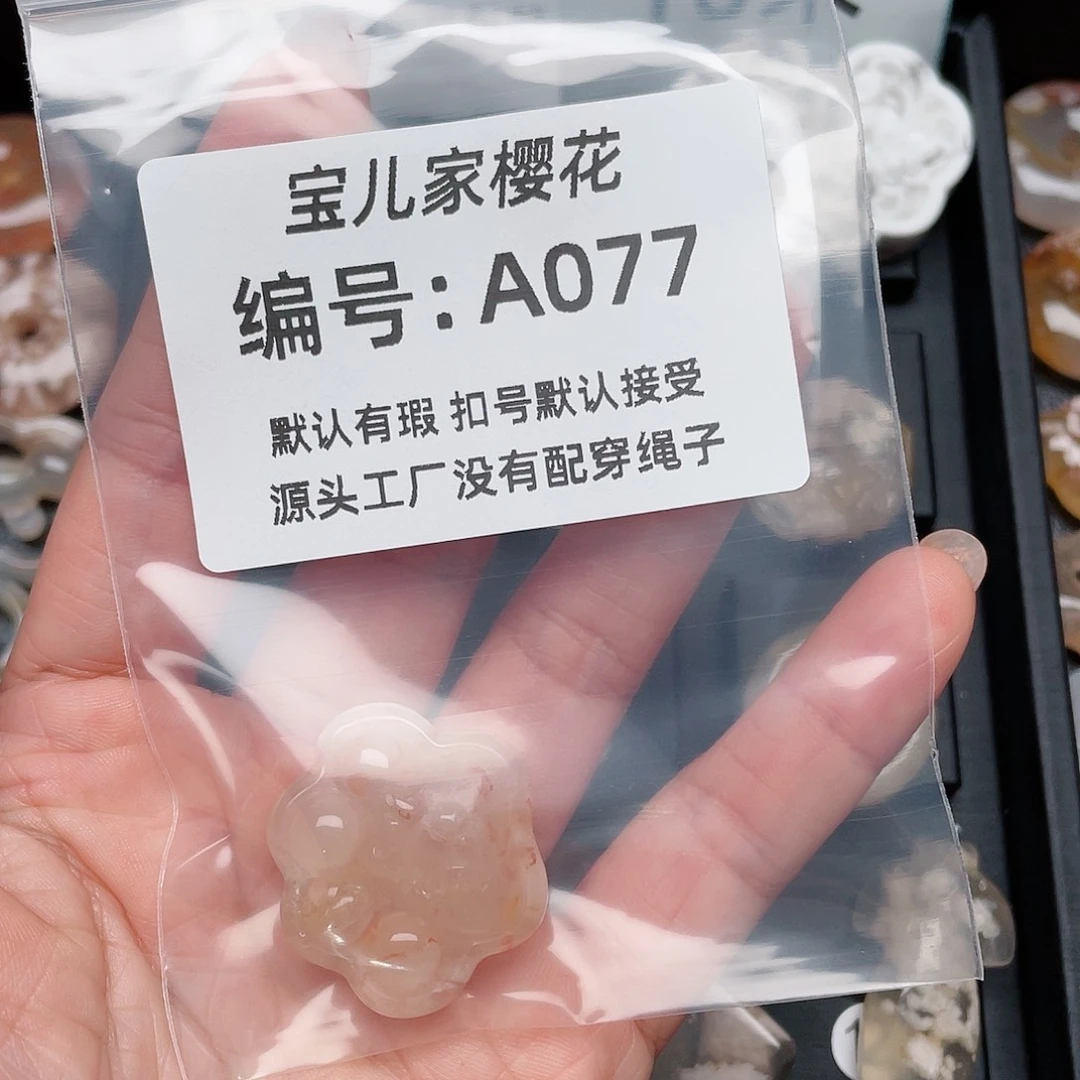 宝儿家樱花
编号：A077
默认有瑕 扣号默认接受
源头工厂没有配穿绳子